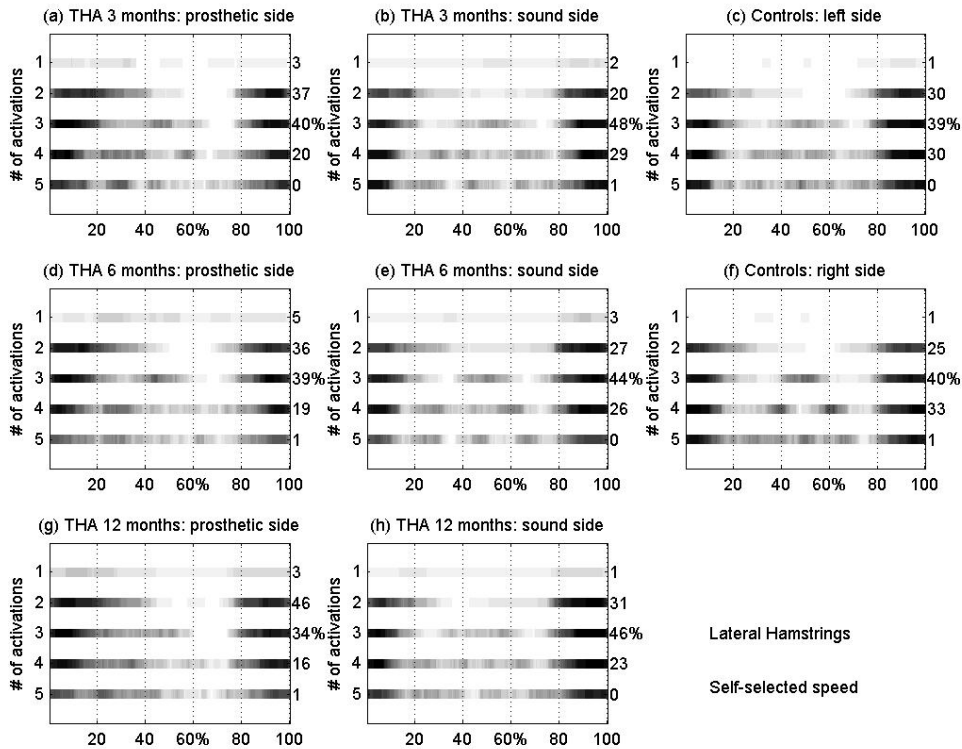 (a) THA 3 months: prosthetic side
# of activations
1 3
2 37
3 40%
4 20
5 0
20 40 60% 80 100
(b) THA 3 months: sound side
# of activations
1 2
2 20
3 48%
4 29
5 1
20 40 60% 80 100
(c) Controls: left side
# of activations
1 1
2 30
3 39%
4 30
5 0
20 40 60% 80 100
(d) THA 6 months: prosthetic side
# of activations
1 5
2 36
3 39%
4 19
5 1
20 40 60% 80 100
(e) THA 6 months: sound side
# of activations
1 3
2 27
3 44%
4 26
5 0
20 40 60% 80 100
(f) Controls: right side
# of activations
1 1
2 25
3 40%
4 33
5 1
20 40 60% 80 100
(g) THA 12 months: prosthetic side
# of activations
1 3
2 46
3 34%
4 16
5 1
20 40 60% 80 100
(h) THA 12 months: sound side
# of activations
1 1
2 31
3 46%
4 23
5 0
20 40 60% 80 100
Lateral Hamstrings
Self-selected speed